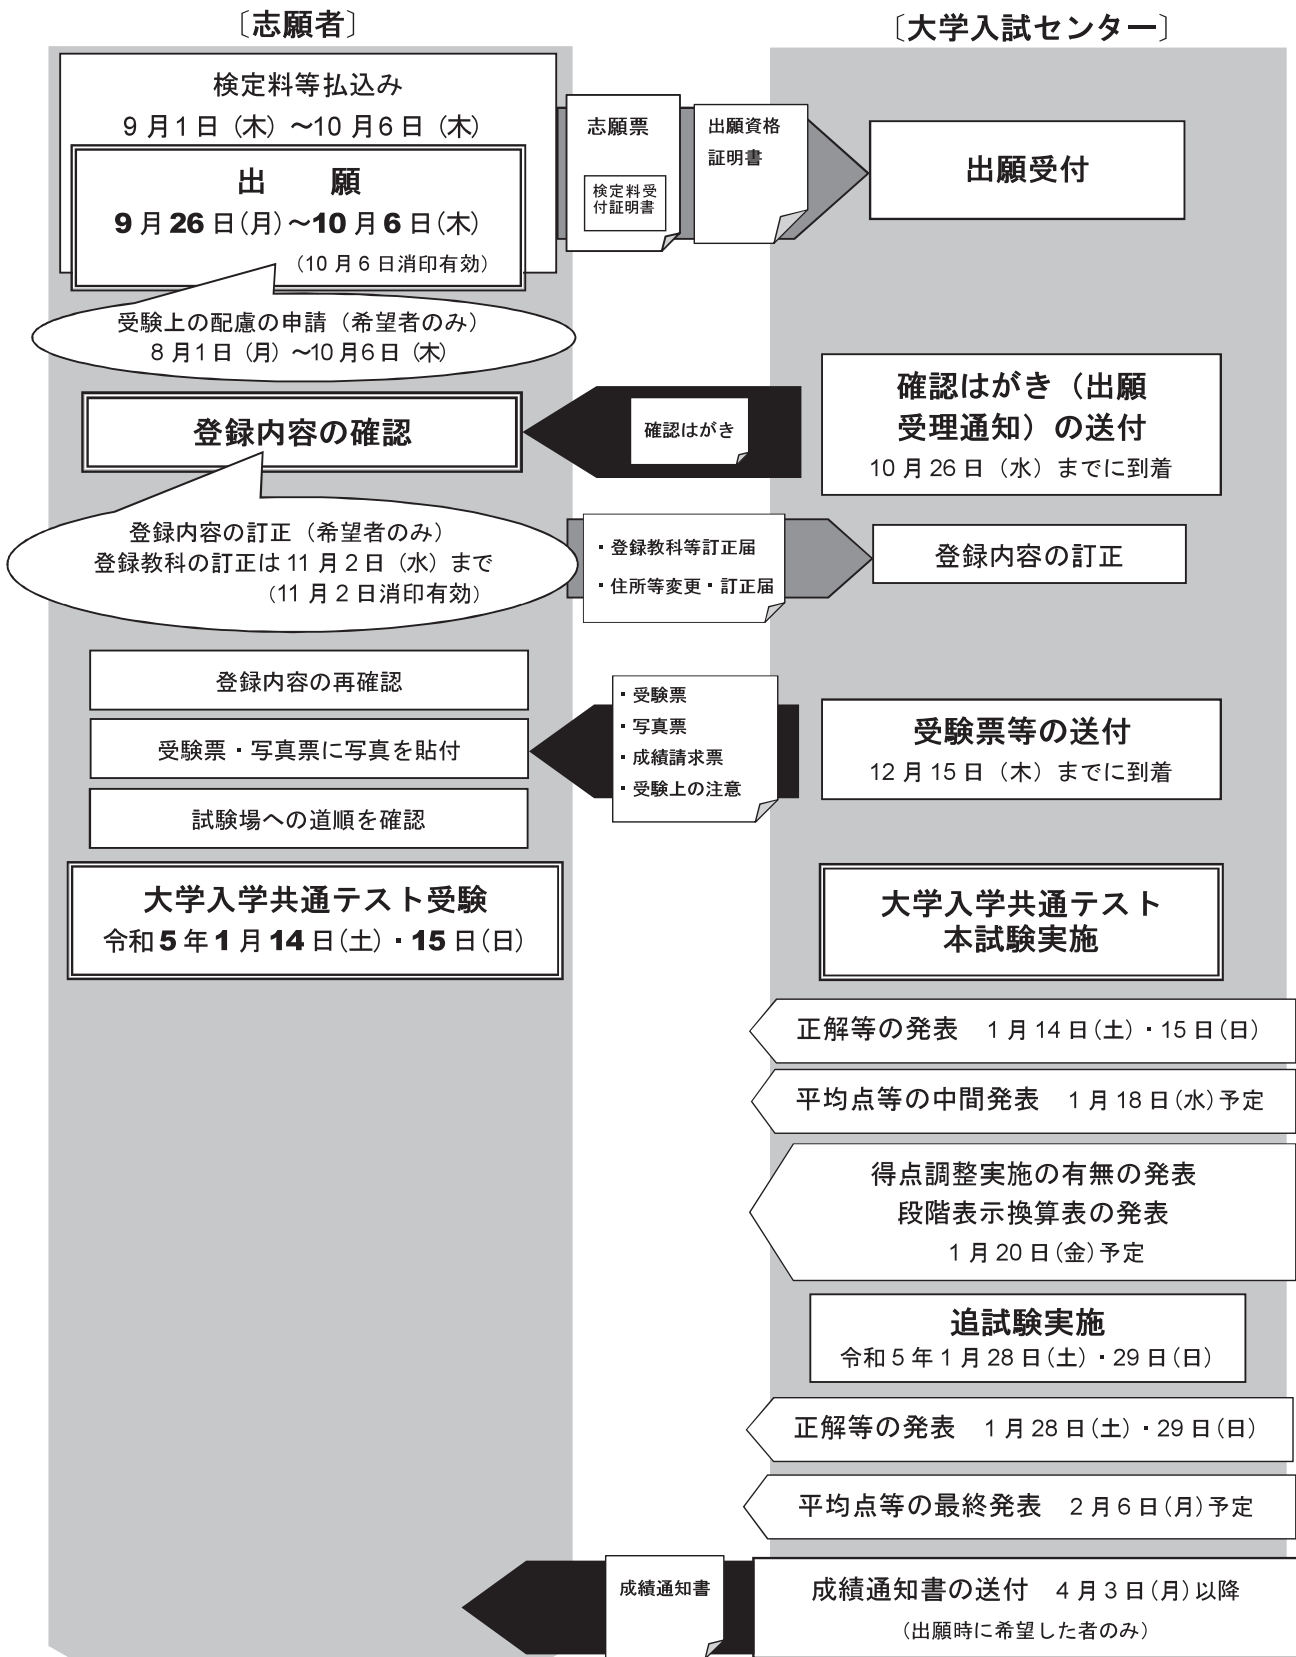 〔志願者〕
〔大学入試センター〕
検定料等払込み
9月1日（木）～10月6日（木）
出　願
9月26日（月）～10月6日（木）
（10月6日消印有効）
志願票
検定料受
付証明書
出願資格
証明書
出願受付
受験上の配慮の申請（希望者のみ）
8月1日（月）～10月6日（木）
確認はがき（出願
受理通知）の送付
10月26日（水）までに到着
確認はがき
登録内容の確認
登録内容の訂正（希望者のみ）
登録教科の訂正は11月2日（水）まで
（11月2日消印有効）
・登録教科等訂正届
・住所等変更・訂正届
登録内容の訂正
登録内容の再確認
受験票・写真票に写真を貼付
試験場への道順を確認
・受験票
・写真票
・成績請求票
・受験上の注意
受験票等の送付
12月15日（木）までに到着
大学入学共通テスト受験
令和5年1月14日（土）・15日（日）
大学入学共通テスト
本試験実施
正解等の発表　1月14日（土）・15日（日）
平均点等の中間発表　1月18日（水）予定
得点調整実施の有無の発表
段階表示換算表の発表
1月20日（金）予定
追試験実施
令和5年1月28日（土）・29日（日）
正解等の発表　1月28日（土）・29日（日）
平均点等の最終発表　2月6日（月）予定
成績通知書
成績通知書の送付　4月3日（月）以降
（出願時に希望した者のみ）